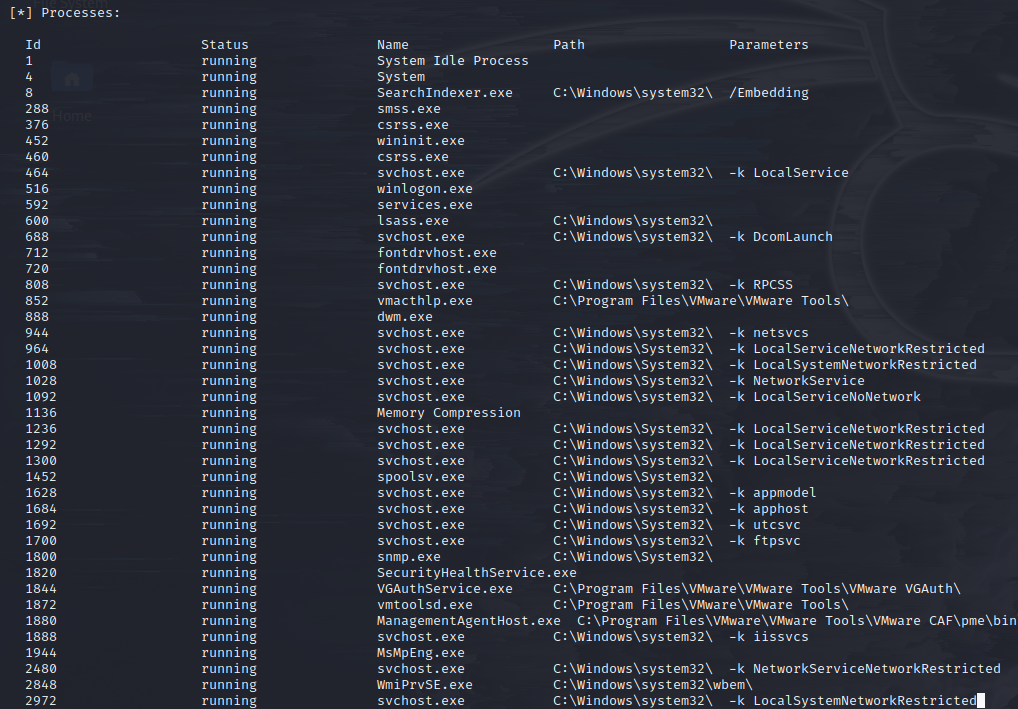 [*] Processes:
Id Status Name Path Parameters
1 running System Idle Process
4 running System
8 running SearchIndexer.exe C:\Windows\system32\ /Embedding
288 running smss.exe
376 running csrss.exe
452 running wininit.exe
460 running csrss.exe
464 running svchost.exe C:\Windows\system32\ -k LocalService
516 running winlogon.exe
592 running services.exe
600 running lsass.exe C:\Windows\system32\
688 running svchost.exe C:\Windows\system32\ -k DcomLaunch
712 running fontdrvhost.exe
720 running fontdrvhost.exe
808 running svchost.exe C:\Windows\system32\ -k RPCSS
852 running vmacthlp.exe C:\Program Files\VMware\VMware Tools\
888 running dwm.exe
944 running svchost.exe C:\Windows\system32\ -k netsvcs
964 running svchost.exe C:\Windows\System32\ -k LocalServiceNetworkRestricted
1008 running svchost.exe C:\Windows\System32\ -k LocalSystemNetworkRestricted
1028 running svchost.exe C:\Windows\System32\ -k NetworkService
1092 running svchost.exe C:\Windows\system32\ -k LocalServiceNoNetwork
1136 running Memory Compression
1236 running svchost.exe C:\Windows\System32\ -k LocalServiceNetworkRestricted
1292 running svchost.exe C:\Windows\System32\ -k LocalServiceNetworkRestricted
1300 running svchost.exe C:\Windows\System32\ -k LocalServiceNetworkRestricted
1452 running spoolsv.exe C:\Windows\System32\
1628 running svchost.exe C:\Windows\system32\ -k appmodel
1684 running svchost.exe C:\Windows\system32\ -k apphost
1692 running svchost.exe C:\Windows\System32\ -k utcsvc
1700 running svchost.exe C:\Windows\system32\ -k ftpsvc
1800 running snmp.exe C:\Windows\System32\
1820 running SecurityHealthService.exe
1844 running VGAuthService.exe C:\Program Files\VMware\VMware Tools\VMware VGAuth\
1872 running vmtoolsd.exe C:\Program Files\VMware\VMware Tools\
1880 running ManagementAgentHost.exe C:\Program Files\VMware\VMware Tools\VMware CAF\pme\bin
1888 running svchost.exe C:\Windows\system32\ -k iissvcs
1944 running MsMpEng.exe
2480 running svchost.exe C:\Windows\system32\ -k NetworkServiceNetworkRestricted
2848 running WmiPrvSE.exe C:\Windows\system32\wbem\
2972 running svchost.exe C:\Windows\System32\ -k LocalSystemNetworkRestricted
Home